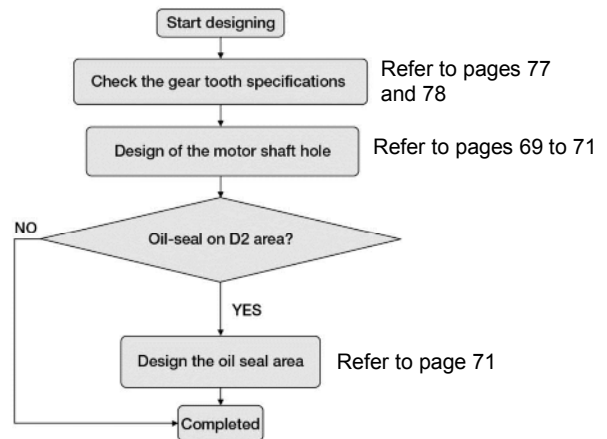 Start designing
Check the gear tooth specifications
Refer to pages 77
and 78
Design of the motor shaft hole
Refer to pages 69 to 71
NO
Oil-seal on D2 area?
YES
Design the oil seal area
Refer to page 71
Completed